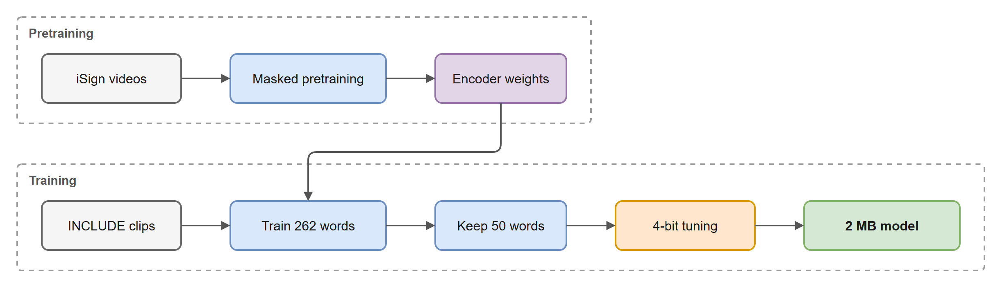 Pretraining
iSign videos
Masked pretraining
Encoder weights
Training
INCLUDE clips
Train 262 words
Keep 50 words
4-bit tuning
2 MB model